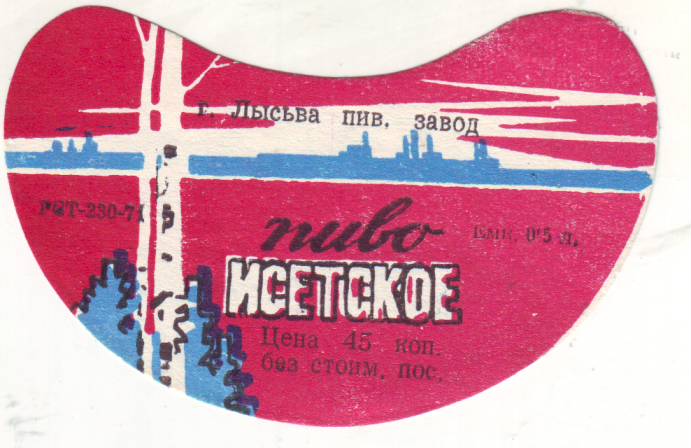 г. Лысьва пив. завод
РСТ-230-71
пиво
Емк. 0'5 л.
ИСЕТСКОЕ
Цена 45 коп.
без стоим. пос.